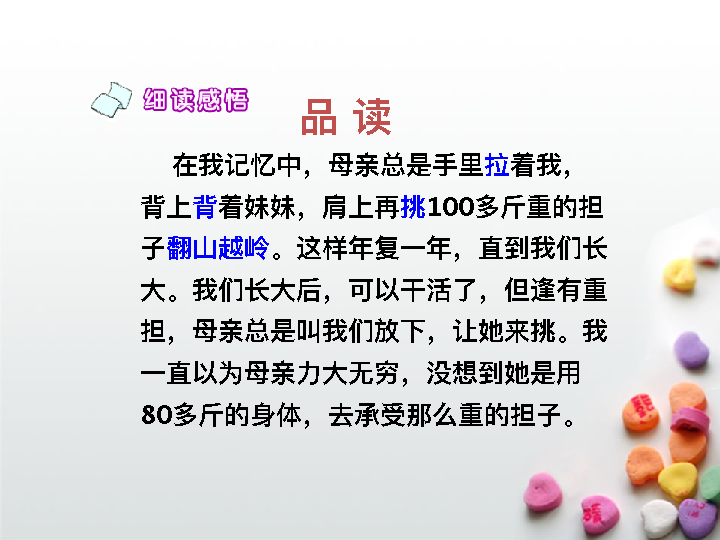 细读感悟
品 读
在我记忆中，母亲总是手里拉着我，
背上背着妹妹，肩上再挑100多斤重的担
子翻山越岭。这样年复一年，直到我们长
大。我们长大后，可以干活了，但逢有重
担，母亲总是叫我们放下，让她来挑。我
一直以为母亲力大无穷，没想到她是用
80多斤的身体，去承受那么重的担子。